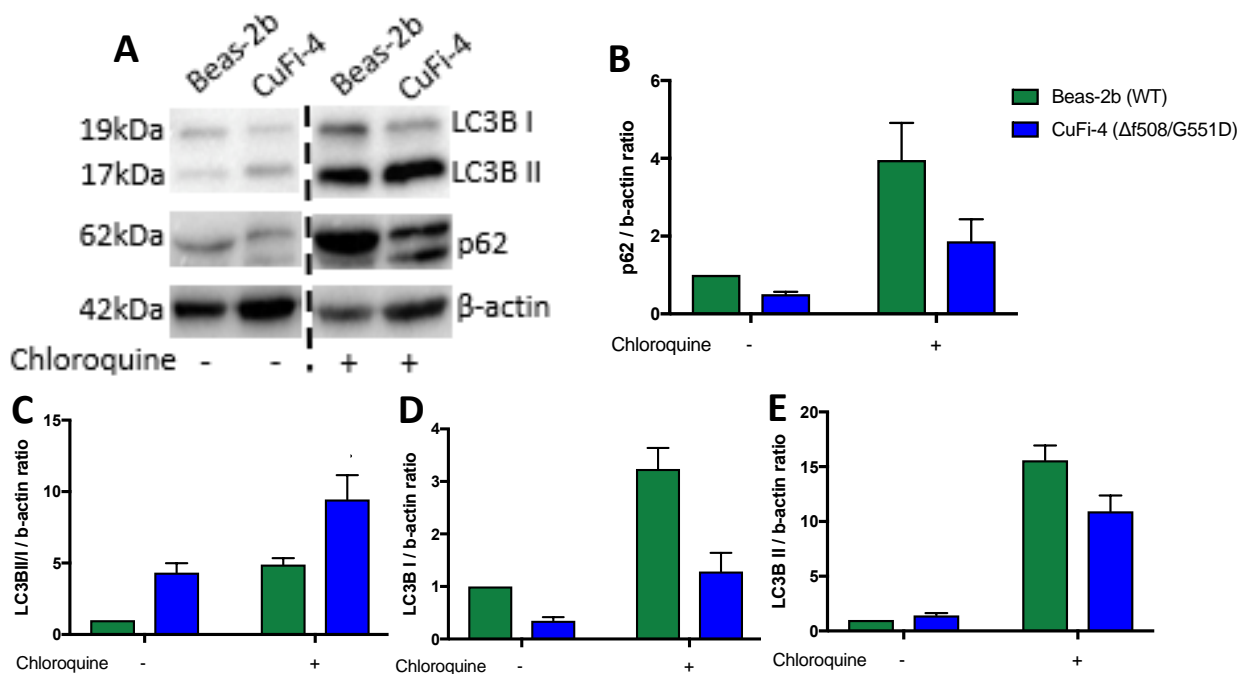 A
Beas-2b CuFi-4 Beas-2b CuFi-4
19kDa LC3B I
17kDa LC3B II
62kDa p62
42kDa β-actin
Chloroquine - - + +
B
p62 / b-actin ratio
6
4
2
0
Chloroquine - +
Beas-2b (WT)
CuFi-4 (Δf508/G551D)
C
LC3BII/I / b-actin ratio
15
10
5
0
Chloroquine - +
D
LC3B I / b-actin ratio
4
3
2
1
0
Chloroquine - +
E
LC3B II / b-actin ratio
20
15
10
5
0
Chloroquine - +